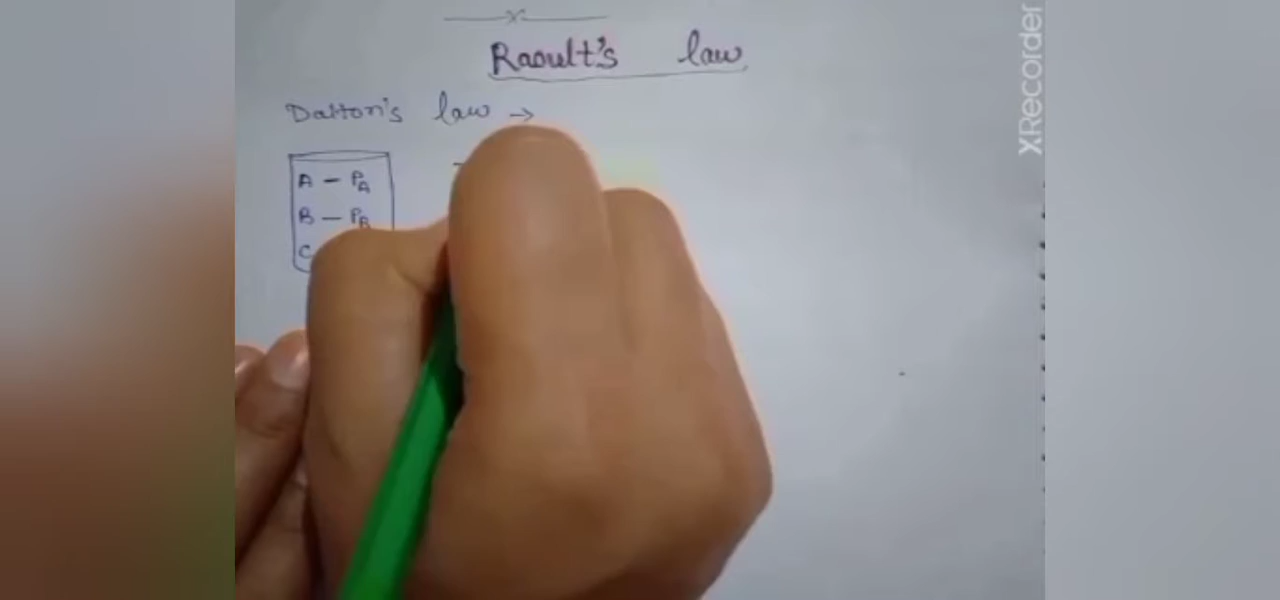 Raoult's law
Dalton's law →
A – PA
B – PB
C
XRecorder